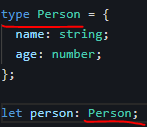 type Person = {
  name: string;
  age: number;
};
let person: Person;